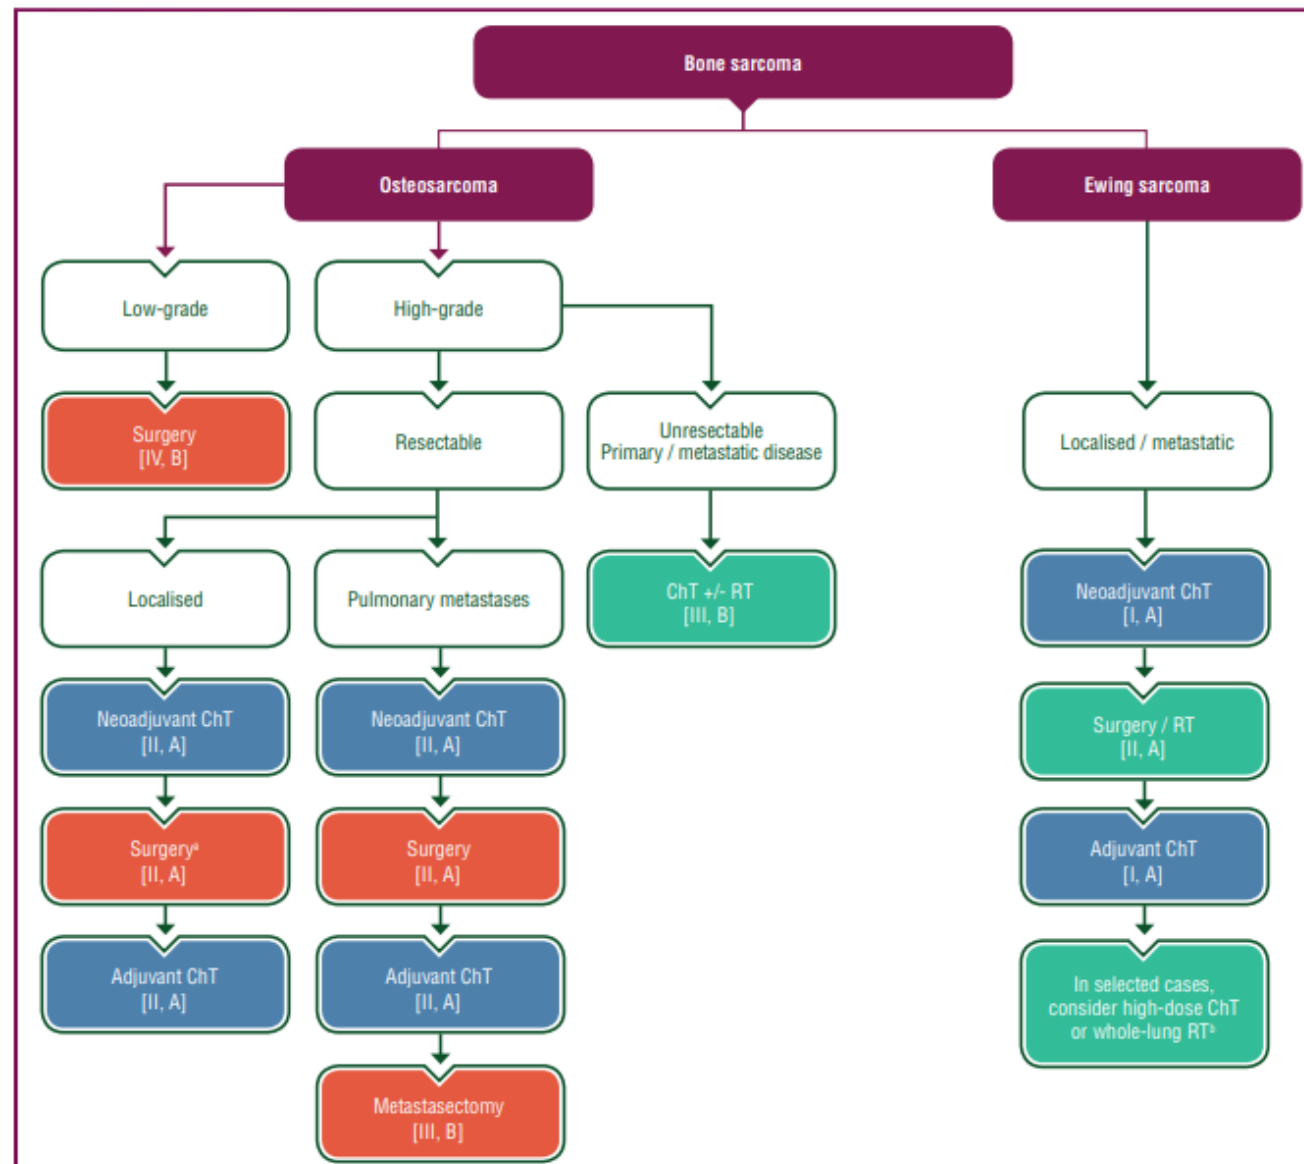 Bone sarcoma
Osteosarcoma
Ewing sarcoma
Low-grade
High-grade
Surgery
[IV, B]
Resectable
Unresectable
Primary / metastatic disease
Localised / metastatic
Localised
Pulmonary metastases
ChT +/- RT
[III, B]
Neoadjuvant ChT
[I, A]
Neoadjuvant ChT
[II, A]
Neoadjuvant ChT
[II, A]
Surgery / RT
[II, A]
Surgeryᵃ
[II, A]
Surgery
[II, A]
Adjuvant ChT
[I, A]
Adjuvant ChT
[II, A]
Adjuvant ChT
[II, A]
In selected cases,
consider high-dose ChT
or whole-lung RTᵇ
Metastasectomy
[III, B]